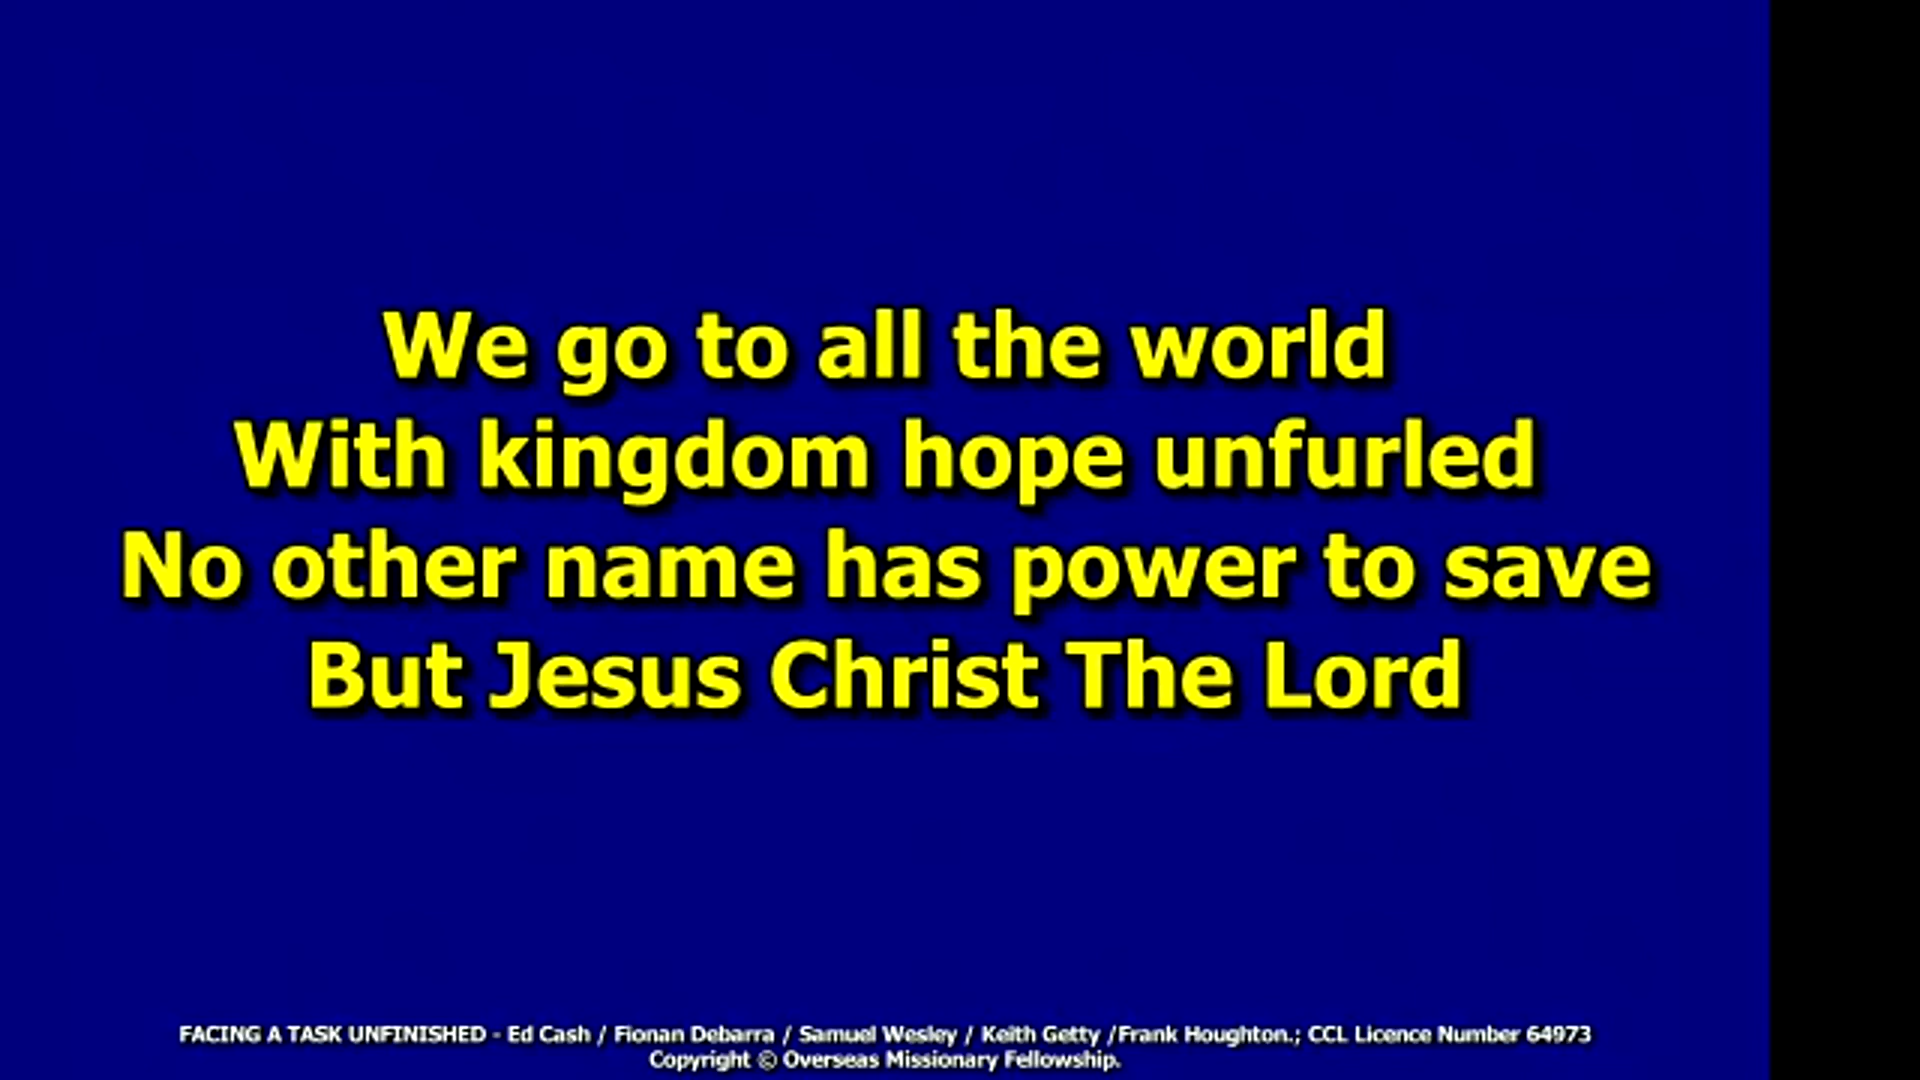 We go to all the world
With kingdom hope unfurled
No other name has power to save
But Jesus Christ The Lord
FACING A TASK UNFINISHED - Ed Cash / Fionan Debarra / Samuel Wesley / Keith Getty /Frank Houghton.; CCL Licence Number 64973
Copyright © Overseas Missionary Fellowship.